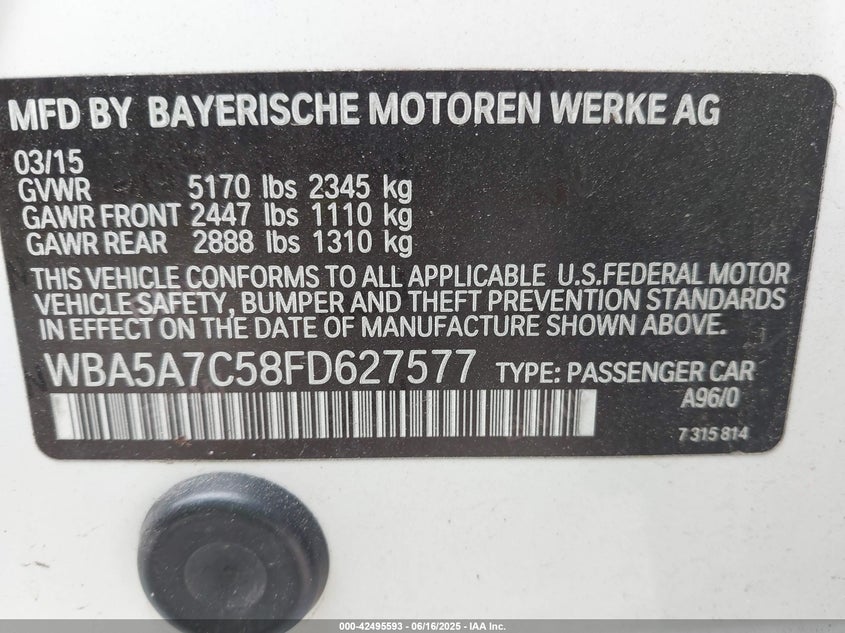 MFD BY BAYERISCHE MOTOREN WERKE AG
03/15
GVWR 5170 lbs 2345 kg
GAWR FRONT 2447 lbs 1110 kg
GAWR REAR 2888 lbs 1310 kg
THIS VEHICLE CONFORMS TO ALL APPLICABLE U.S.FEDERAL MOTOR
VEHICLE SAFETY, BUMPER AND THEFT PREVENTION STANDARDS
IN EFFECT ON THE DATE OF MANUFACTURE SHOWN ABOVE.
WBA5A7C58FD627577 TYPE: PASSENGER CAR
A96/0
7 315 814
000-42495593 - 06/16/2025 - IAA Inc.